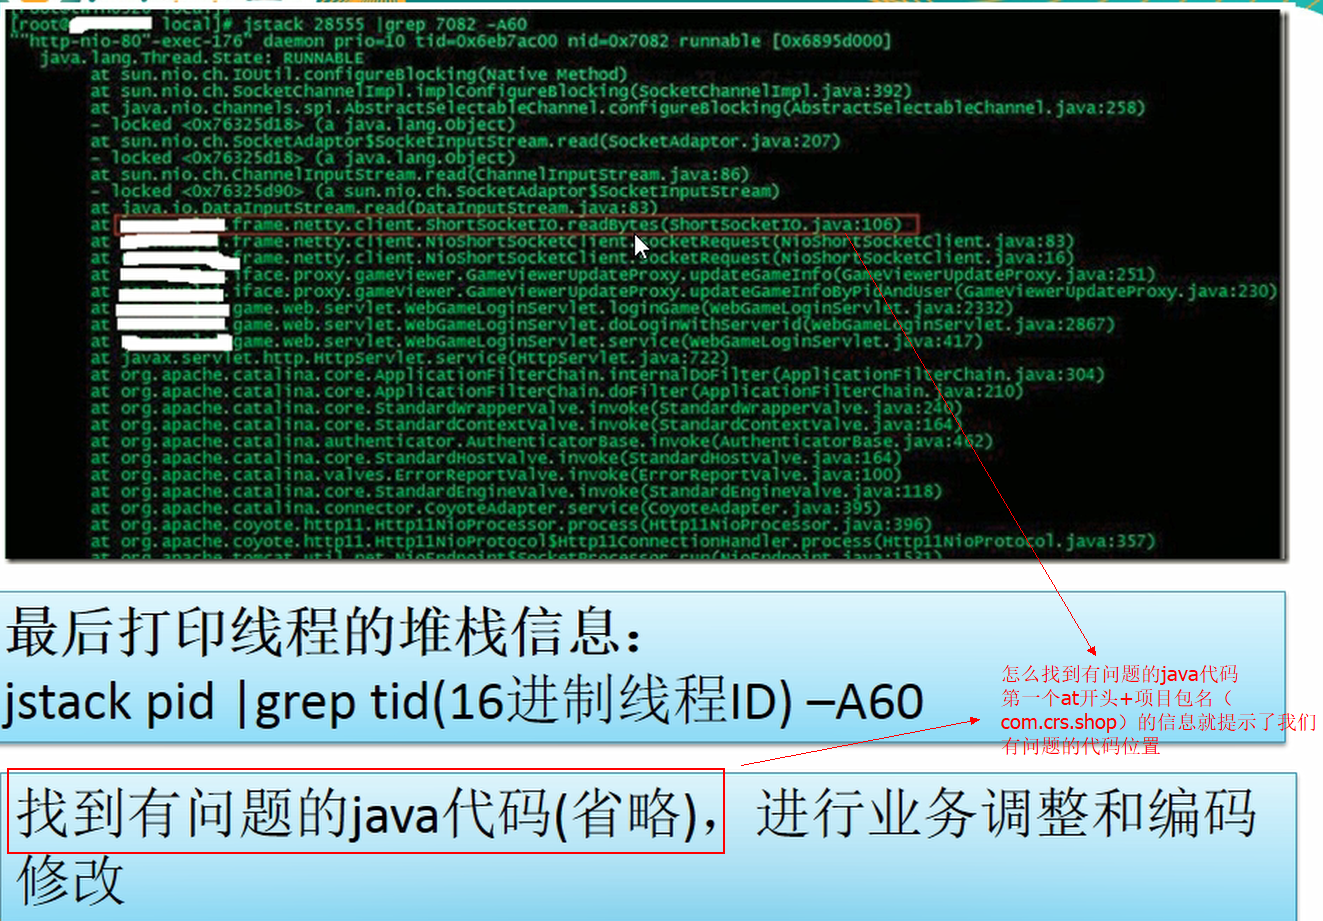 [root@ local]# jstack 28555 |grep 7082 -A60
""http-nio-80"-exec-176" daemon prio=10 tid=0x6eb7ac00 nid=0x7082 runnable [0x6895d000]
java.lang.Thread.State: RUNNABLE
at sun.nio.ch.IOUtil.configureBlocking(Native Method)
at sun.nio.ch.SocketChannelImpl.implConfigureBlocking(SocketChannelImpl.java:392)
at java.nio.channels.spi.AbstractSelectableChannel.configureBlocking(AbstractSelectableChannel.java:258)
- locked <0x76325d18> (a java.lang.Object)
at sun.nio.ch.SocketAdaptor$SocketInputStream.read(SocketAdaptor.java:207)
- locked <0x76325d18> (a java.lang.Object)
at sun.nio.ch.ChannelInputStream.read(ChannelInputStream.java:86)
- locked <0x76325d90> (a sun.nio.ch.SocketAdaptor$SocketInputStream)
at java.io.DataInputStream.read(DataInputStream.java:83)
at frame.netty.client.ShortSocketIO.readBytes(ShortSocketIO.java:106)
at frame.netty.client.NioShortSocketClient. ocketRequest(NioShortSocketClient.java:83)
at frame.netty.client.NioShortSocketClient. ocketRequest(NioShortSocketClient.java:16)
at iface.proxy.gameViewer.GameViewerUpdateProxy.updateGameInfo(GameViewerUpdateProxy.java:251)
at iface.proxy.gameViewer.GameViewerUpdateProxy.updateGameInfoByPidAndUser(GameViewerUpdateProxy.java:230)
at game.web.servlet.WebGameLoginServlet.loginGame(WebGameLoginServlet.java:2332)
at game.web.servlet.WebGameLoginServlet.doLoginWithServerid(WebGameLoginServlet.java:2867)
at game.web.servlet.WebGameLoginServlet.service(WebGameLoginServlet.java:417)
at javax.servlet.http.HttpServlet.service(HttpServlet.java:722)
at org.apache.catalina.core.ApplicationFilterChain.internalDoFilter(ApplicationFilterChain.java:304)
at org.apache.catalina.core.ApplicationFilterChain.doFilter(ApplicationFilterChain.java:210)
at org.apache.catalina.core.StandardWrapperValve.invoke(StandardWrapperValve.java:240)
at org.apache.catalina.core.StandardContextValve.invoke(StandardContextValve.java:164)
at org.apache.catalina.authenticator.AuthenticatorBase.invoke(AuthenticatorBase.java:462)
at org.apache.catalina.core.StandardHostValve.invoke(StandardHostValve.java:164)
at org.apache.catalina.valves.ErrorReportValve.invoke(ErrorReportValve.java:100)
at org.apache.catalina.core.StandardEngineValve.invoke(StandardEngineValve.java:118)
at org.apache.catalina.connector.CoyoteAdapter.service(CoyoteAdapter.java:395)
at org.apache.coyote.http11.Http11NioProcessor.process(Http11NioProcessor.java:396)
at org.apache.coyote.http11.Http11NioProtocol$Http11ConnectionHandler.process(Http11NioProtocol.java:357)
at org.apache.tomcat.util.net.NioEndpoint$SocketProcessor.run(NioEndpoint.java:1531)
最后打印线程的堆栈信息：
jstack pid |grep tid(16进制线程ID) –A60
怎么找到有问题的java代码
第一个at开头+项目包名（
com.crs.shop）的信息就提示了我们
有问题的代码位置
找到有问题的java代码(省略)，进行业务调整和编码
修改